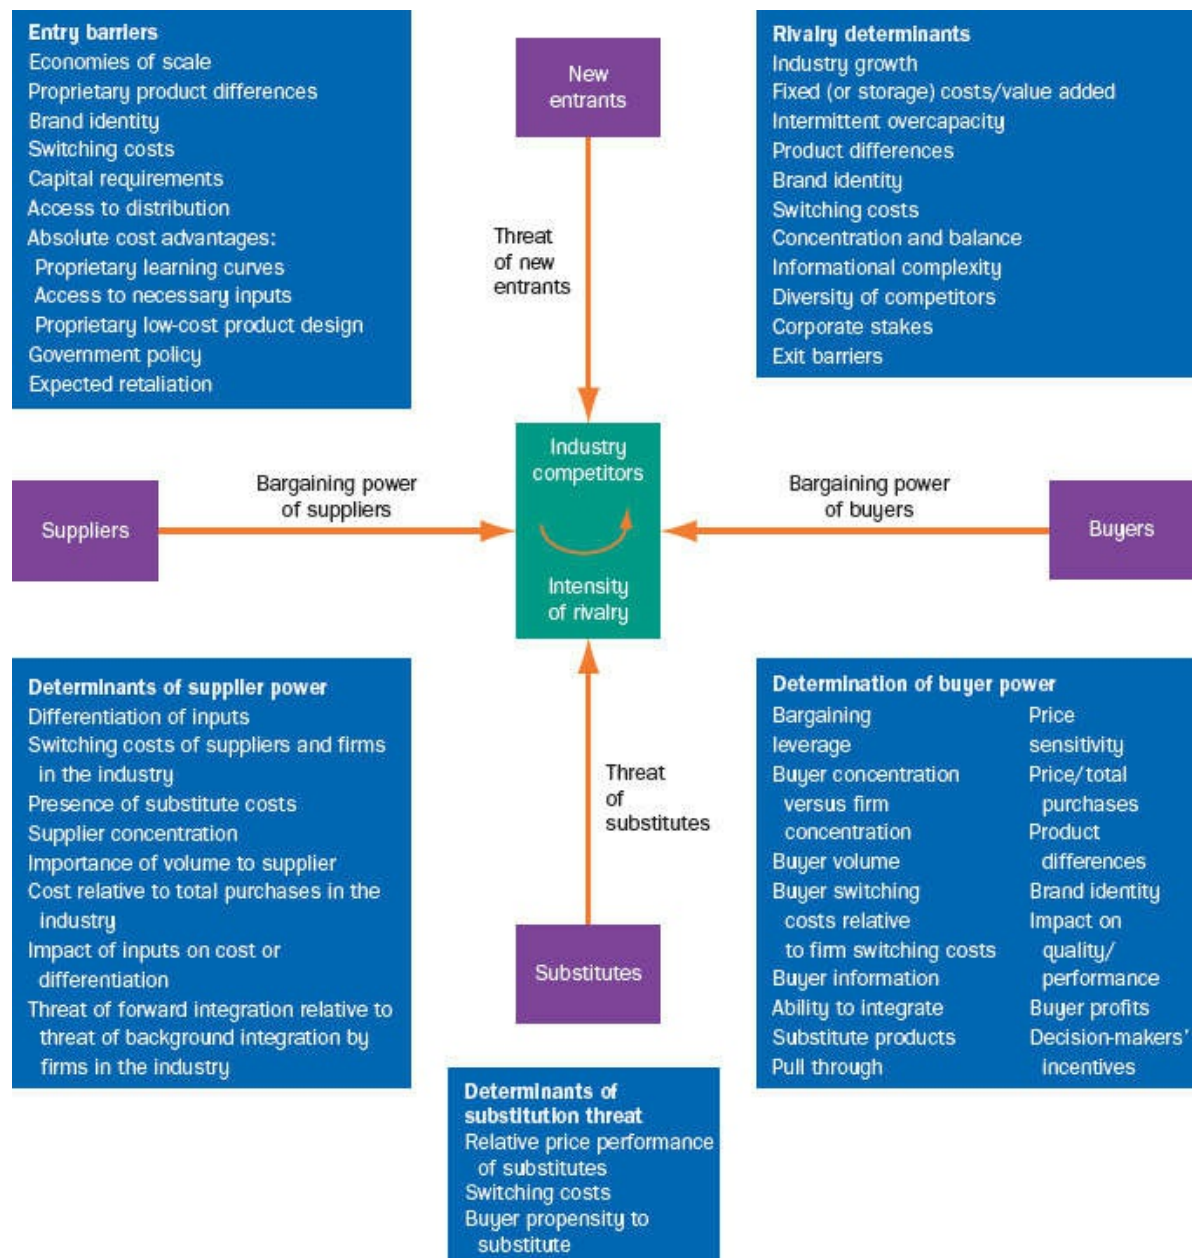 Entry barriers
Economies of scale
Proprietary product differences
Brand identity
Switching costs
Capital requirements
Access to distribution
Absolute cost advantages:
Proprietary learning curves
Access to necessary inputs
Proprietary low-cost product design
Government policy
Expected retaliation
New
entrants
Rivalry determinants
Industry growth
Fixed (or storage) costs/value added
Intermittent overcapacity
Product differences
Brand identity
Switching costs
Concentration and balance
Informational complexity
Diversity of competitors
Corporate stakes
Exit barriers
Threat
of new
entrants
Suppliers
Bargaining power
of suppliers
Industry
competitors
Intensity
of rivalry
Bargaining power
of buyers
Buyers
Determinants of supplier power
Differentiation of inputs
Switching costs of suppliers and firms
in the industry
Presence of substitute costs
Supplier concentration
Importance of volume to supplier
Cost relative to total purchases in the
industry
Impact of inputs on cost or
differentiation
Threat of forward integration relative to
threat of background integration by
firms in the industry
Threat
of
substitutes
Substitutes
Determination of buyer power
Bargaining
leverage
Buyer concentration
versus firm
concentration
Buyer volume
Buyer switching
costs relative
to firm switching costs
Buyer information
Ability to integrate
Substitute products
Pull through
Price
sensitivity
Price/total
purchases
Product
differences
Brand identity
Impact on
quality/
performance
Buyer profits
Decision-makers'
incentives
Determinants of
substitution threat
Relative price performance
of substitutes
Switching costs
Buyer propensity to
substitute